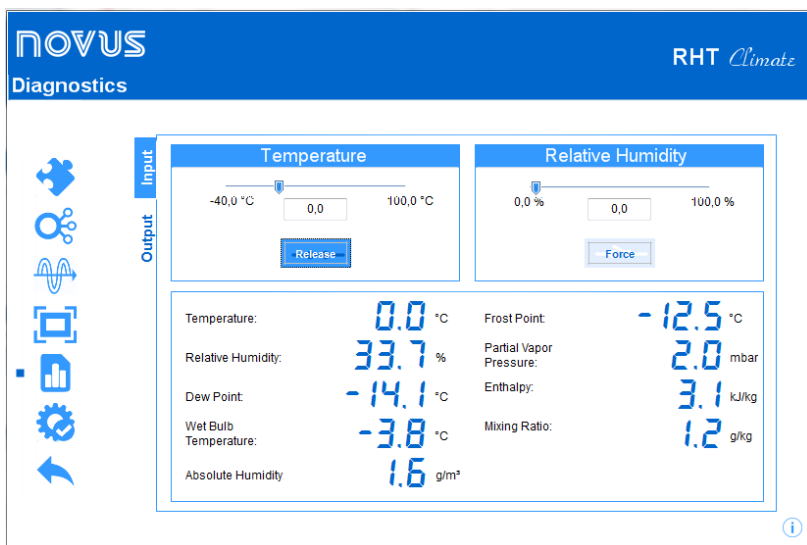 novus
RHT Climate
Diagnostics
Input
Output
Temperature
-40,0 °C
0,0
100,0 °C
Release
Relative Humidity
0,0 %
0,0
100,0 %
Force
Temperature:
0.0 °C
Relative Humidity:
33.7 %
Dew Point:
-14.1 °C
Wet Bulb
Temperature:
-3.8 °C
Absolute Humidity
1.6 g/m³
Frost Point:
-12.5 °C
Partial Vapor
Pressure:
2.0 mbar
Enthalpy:
3.1 kJ/kg
Mixing Ratio:
1.2 g/kg
i